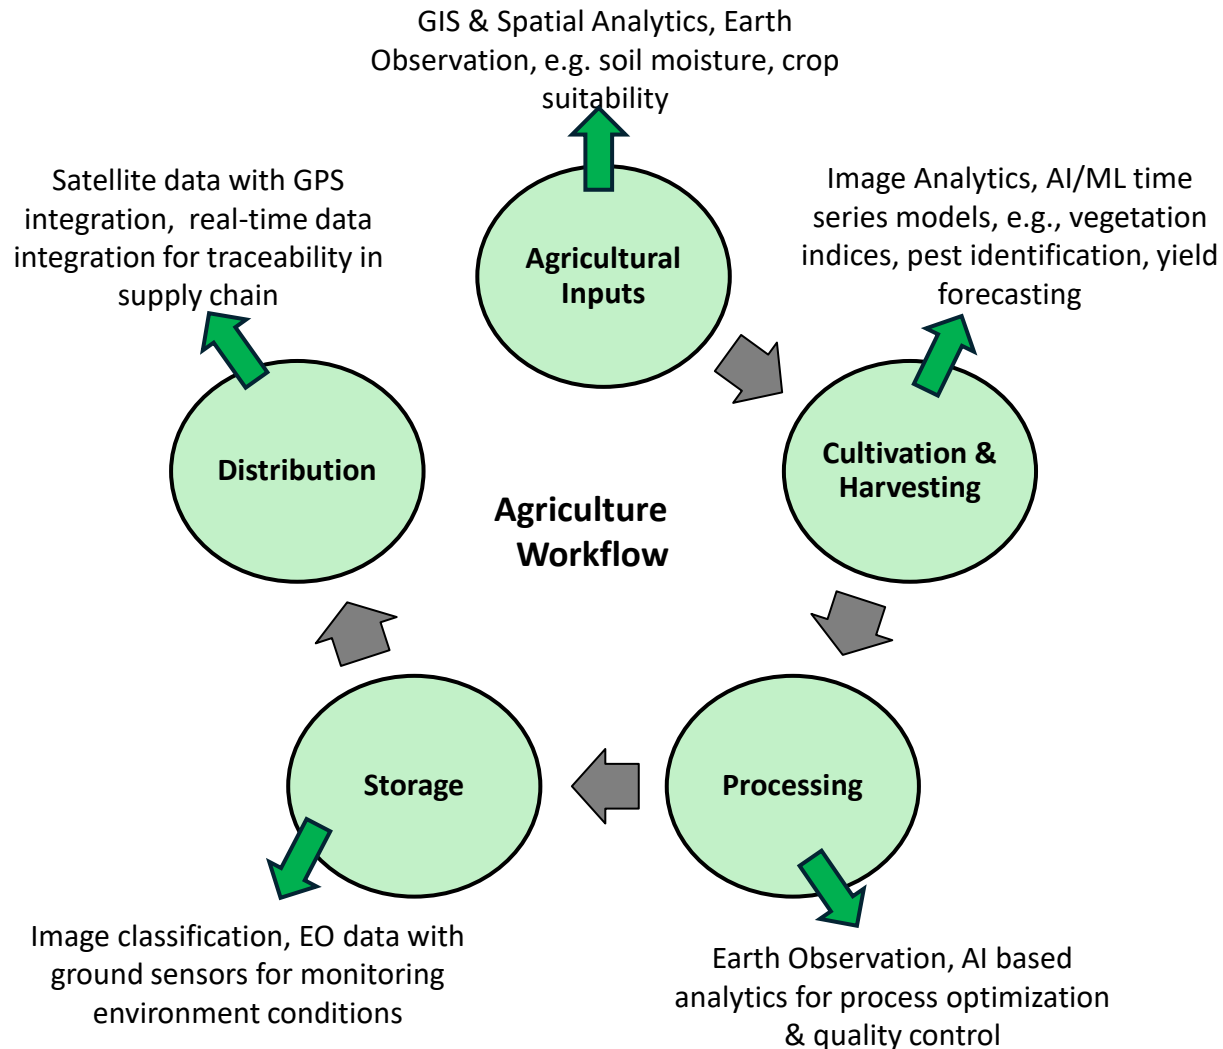 GIS & Spatial Analytics, Earth
Observation, e.g. soil moisture, crop
suitability
Agricultural
Inputs
Image Analytics, AI/ML time
series models, e.g., vegetation
indices, pest identification, yield
forecasting
Cultivation &
Harvesting
Satellite data with GPS
integration, real-time data
integration for traceability in
supply chain
Distribution
Agriculture
Workflow
Storage
Processing
Image classification, EO data with
ground sensors for monitoring
environment conditions
Earth Observation, AI based
analytics for process optimization
& quality control